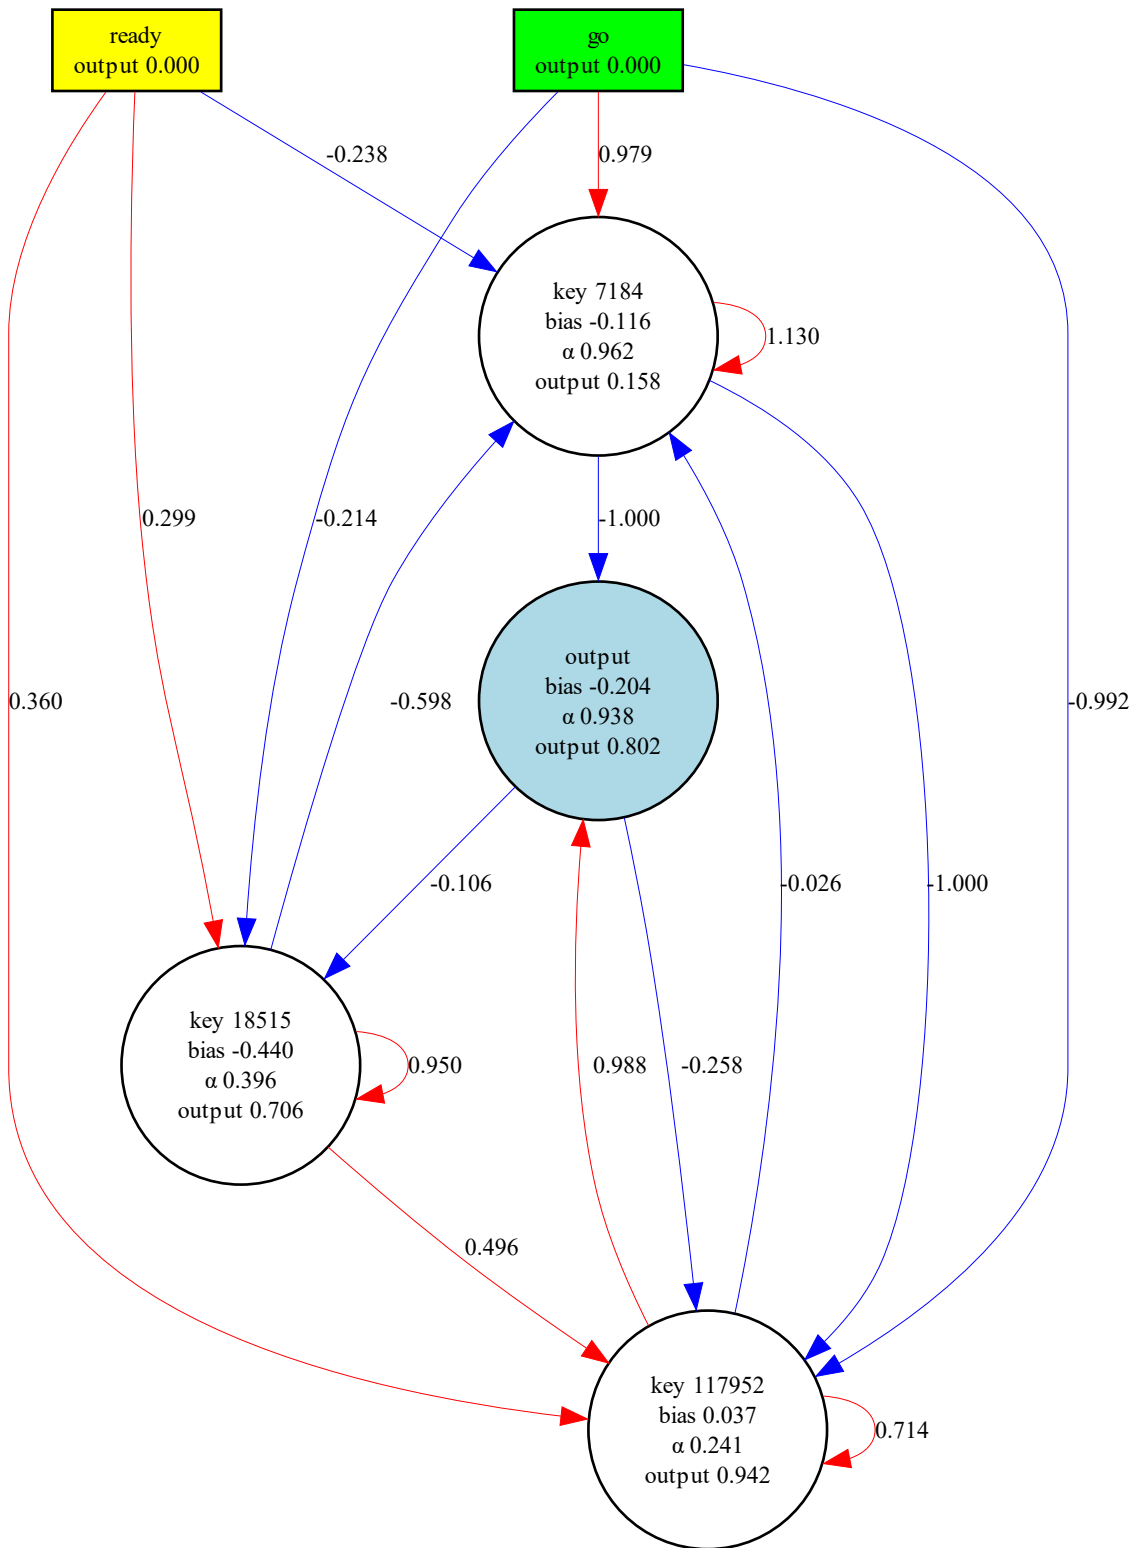 ready
output 0.000
go
output 0.000
-0.238
0.979
key 7184
bias -0.116
α 0.962
output 0.158
1.130
0.299
-0.214
-1.000
output
bias -0.204
α 0.938
output 0.802
0.360
-0.598
-0.992
-0.106
-0.026
-1.000
key 18515
bias -0.440
α 0.396
output 0.706
0.950
0.988
-0.258
0.496
key 117952
bias 0.037
α 0.241
output 0.942
0.714